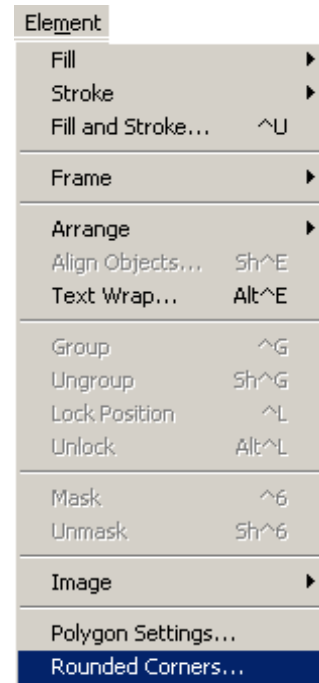 Element
Fill
Stroke
Fill and Stroke... ^U
Frame
Arrange
Align Objects... Sh^E
Text Wrap... Alt^E
Group ^G
Ungroup Sh^G
Lock Position ^L
Unlock Alt^L
Mask ^6
Unmask Sh^6
Image
Polygon Settings...
Rounded Corners...